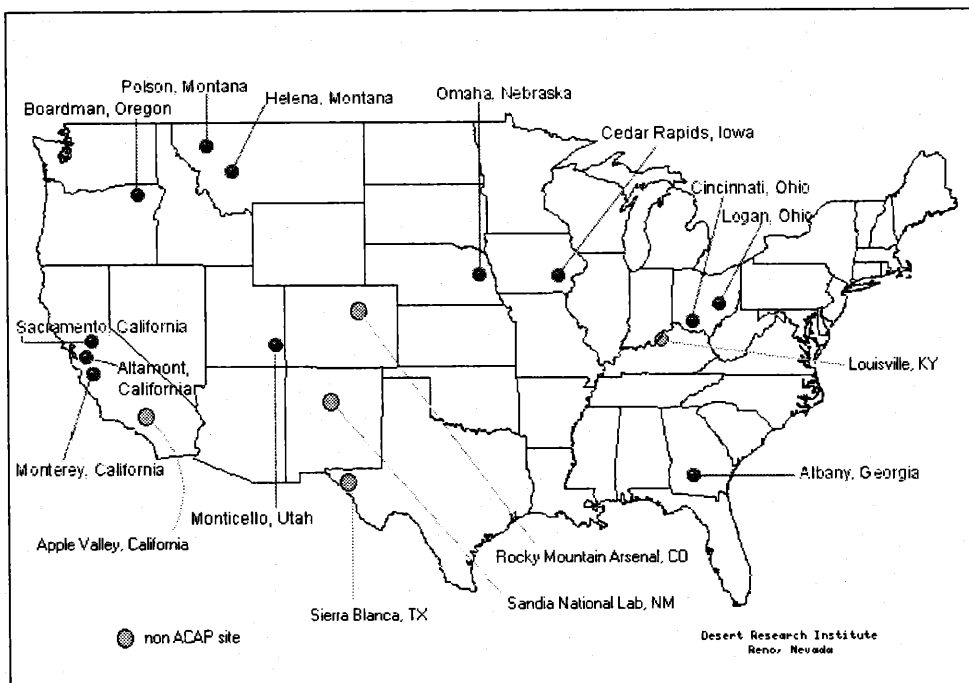 Polson, Montana
Helena, Montana
Omaha, Nebraska
Boardman, Oregon
Cedar Rapids, Iowa
Cincinnati, Ohio
Logan, Ohio
Sacramento, California
Altamont,
California
Louisville, KY
Monterey, California
Albany, Georgia
Monticello, Utah
Apple Valley, California
Rocky Mountain Arsenal, CO
Sandia National Lab, NM
Sierra Blanca, TX
non ACAP site
Desert Research Institute
Reno, Nevada